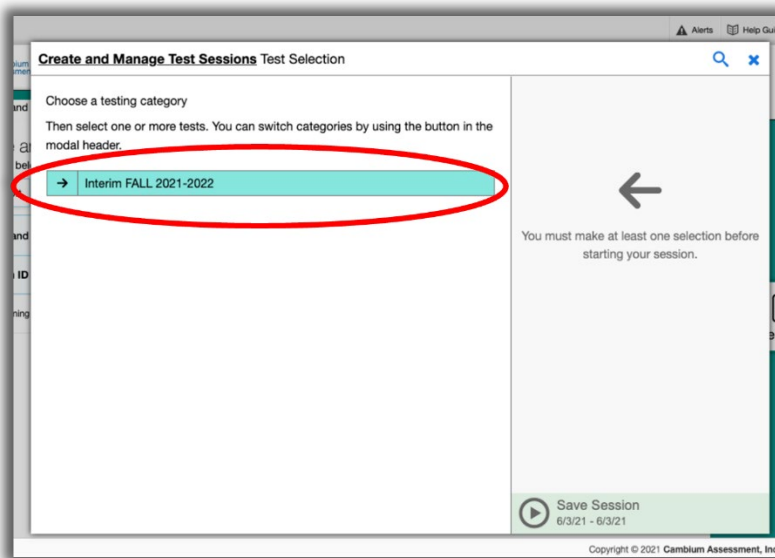 Alerts Help Gui
Create and Manage Test Sessions Test Selection
Choose a testing category
Then select one or more tests. You can switch categories by using the button in the
modal header.
Interim FALL 2021-2022
You must make at least one selection before
starting your session.
Save Session
6/3/21 - 6/3/21
and
ID
Copyright © 2021 Cambium Assessment, Inc